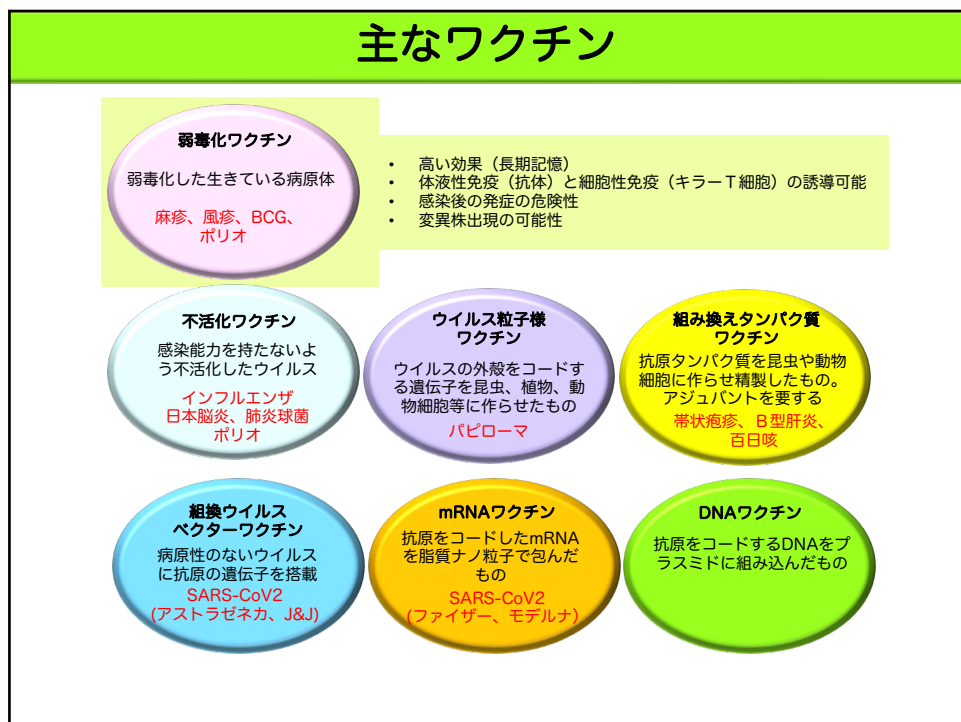 主なワクチン
弱毒化ワクチン
弱毒化した生きている病原体
麻疹、風疹、BCG、
ポリオ
• 高い効果（長期記憶）
• 体液性免疫（抗体）と細胞性免疫（キラーＴ細胞）の誘導可能
• 感染後の発症の危険性
• 変異株出現の可能性
不活化ワクチン
感染能力を持たないよ
う不活化したウイルス
インフルエンザ
日本脳炎、肺炎球菌
ポリオ
ウイルス粒子様
ワクチン
ウイルスの外殻をコードす
る遺伝子を昆虫、植物、動
物細胞等に作らせたもの
パピローマ
組み換えタンパク質
ワクチン
抗原タンパク質を昆虫や動物
細胞に作らせ精製したもの。
アジュバントを要する
帯状疱疹、Ｂ型肝炎、
百日咳
組換ウイルス
ベクターワクチン
病原性のないウイルス
に抗原の遺伝子を搭載
SARS-CoV2
(アストラゼネカ、J&J)
mRNAワクチン
抗原をコードしたmRNA
を脂質ナノ粒子で包んだ
もの
SARS-CoV2
(ファイザー、モデルナ）
DNAワクチン
抗原をコードするDNAをプ
ラスミドに組み込んだもの